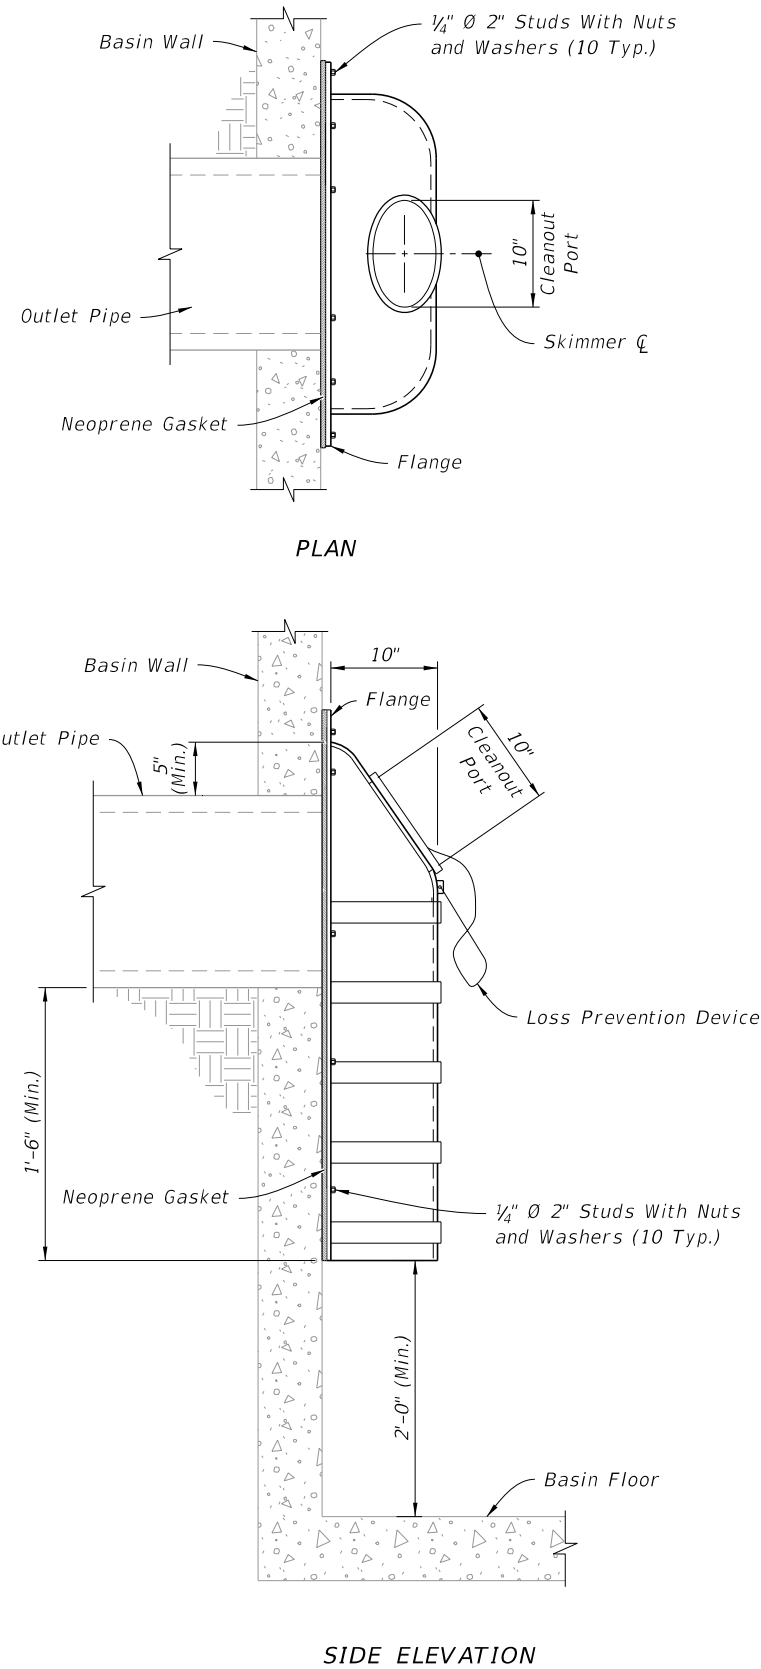 ¼" Ø 2" Studs With Nuts
and Washers (10 Typ.)
Basin Wall
10"
Cleanout
Port
Outlet Pipe
Skimmer ℄
Neoprene Gasket
Flange
PLAN
10"
Basin Wall
Flange
utlet Pipe
5"
(Min.)
10"
Cleanout
Port
Loss Prevention Device
1'-6" (Min.)
Neoprene Gasket
¼" Ø 2" Studs With Nuts
and Washers (10 Typ.)
2'-0" (Min.)
Basin Floor
SIDE ELEVATION